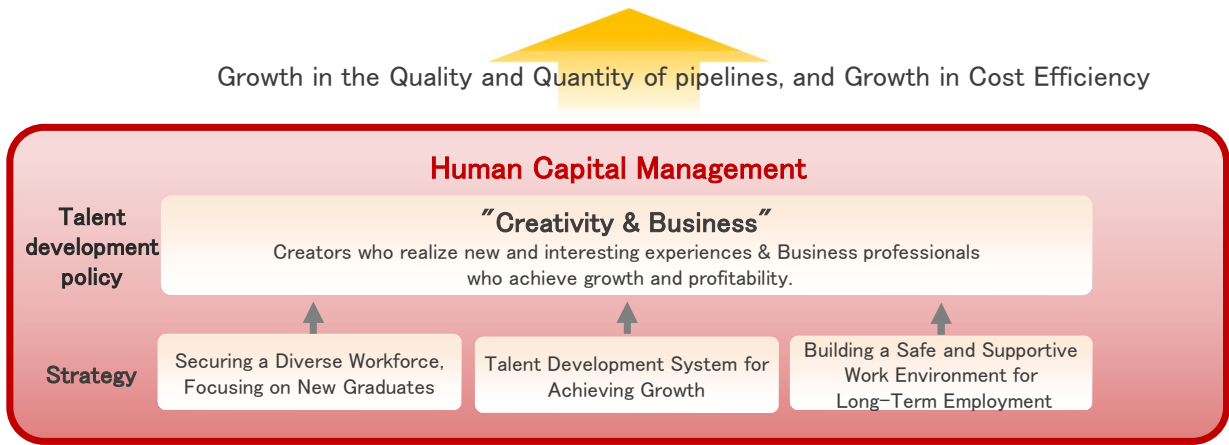 Growth in the Quality and Quantity of pipelines, and Growth in Cost Efficiency
Human Capital Management
Talent
development
policy
"Creativity & Business"
Creators who realize new and interesting experiences & Business professionals
who achieve growth and profitability.
Strategy
Securing a Diverse Workforce,
Focusing on New Graduates
Talent Development System for
Achieving Growth
Building a Safe and Supportive
Work Environment for
Long-Term Employment